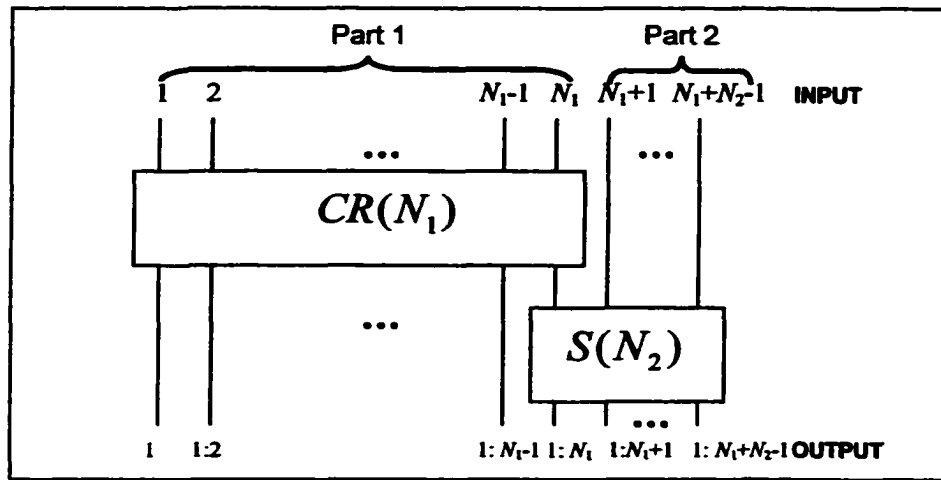 Part 1 Part 2
1 2 N₁-1 N₁ N₁+1 N₁+N₂-1 INPUT
... ...
CR(N₁)
...
S(N₂)
...
1 1:2 1: N₁-1 1: N₁ 1:N₁+1 1: N₁+N₂-1 OUTPUT